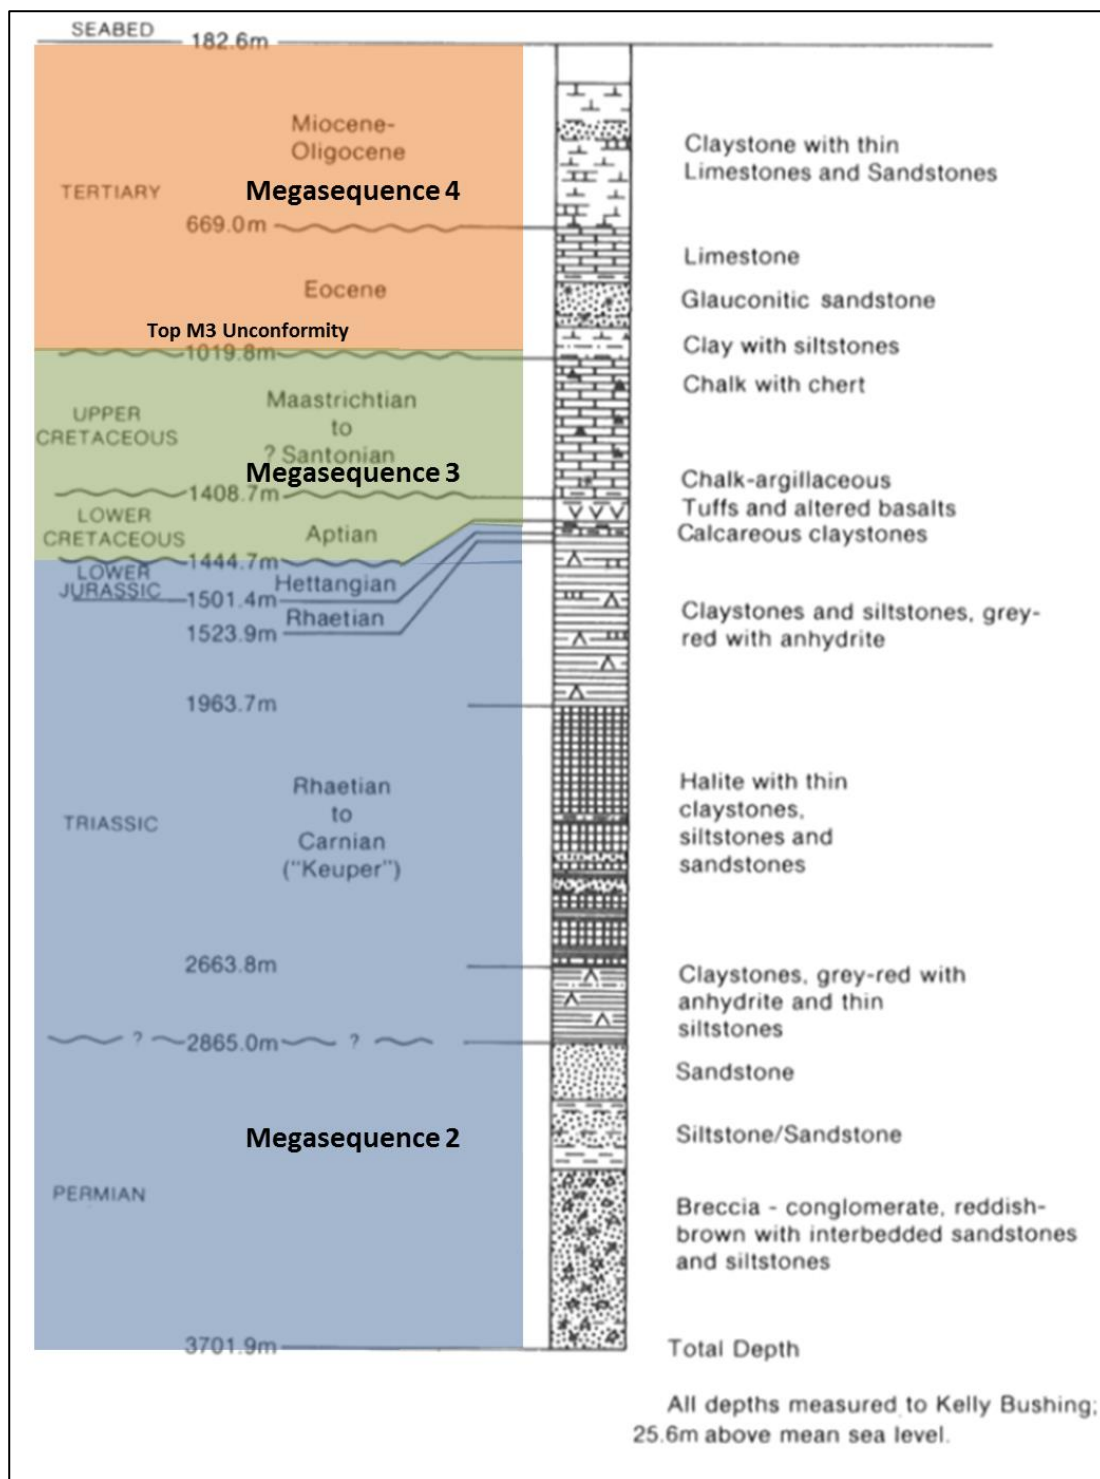 SEABED
182.6m
Miocene-
Oligocene
TERTIARY
Megasequence 4
669.0m
Eocene
Top M3 Unconformity
1019.8m
Maastrichtian
to
? Santonian
UPPER
CRETACEOUS
Megasequence 3
1408.7m
LOWER
CRETACEOUS
Aptian
1444.7m
LOWER
JURASSIC
Hettangian
1501.4m
Rhaetian
1523.9m
1963.7m
Rhaetian
to
Carnian
("Keuper")
TRIASSIC
2663.8m
? 2865.0m ?
Megasequence 2
PERMIAN
3701.9m
Claystone with thin
Limestones and Sandstones
Limestone
Glauconitic sandstone
Clay with siltstones
Chalk with chert
Chalk-argillaceous
Tuffs and altered basalts
Calcareous claystones
Claystones and siltstones, grey-
red with anhydrite
Halite with thin
claystones,
siltstones and
sandstones
Claystones, grey-red with
anhydrite and thin
siltstones
Sandstone
Siltstone/Sandstone
Breccia - conglomerate, reddish-
brown with interbedded sandstones
and siltstones
Total Depth
All depths measured to Kelly Bushing;
25.6m above mean sea level.